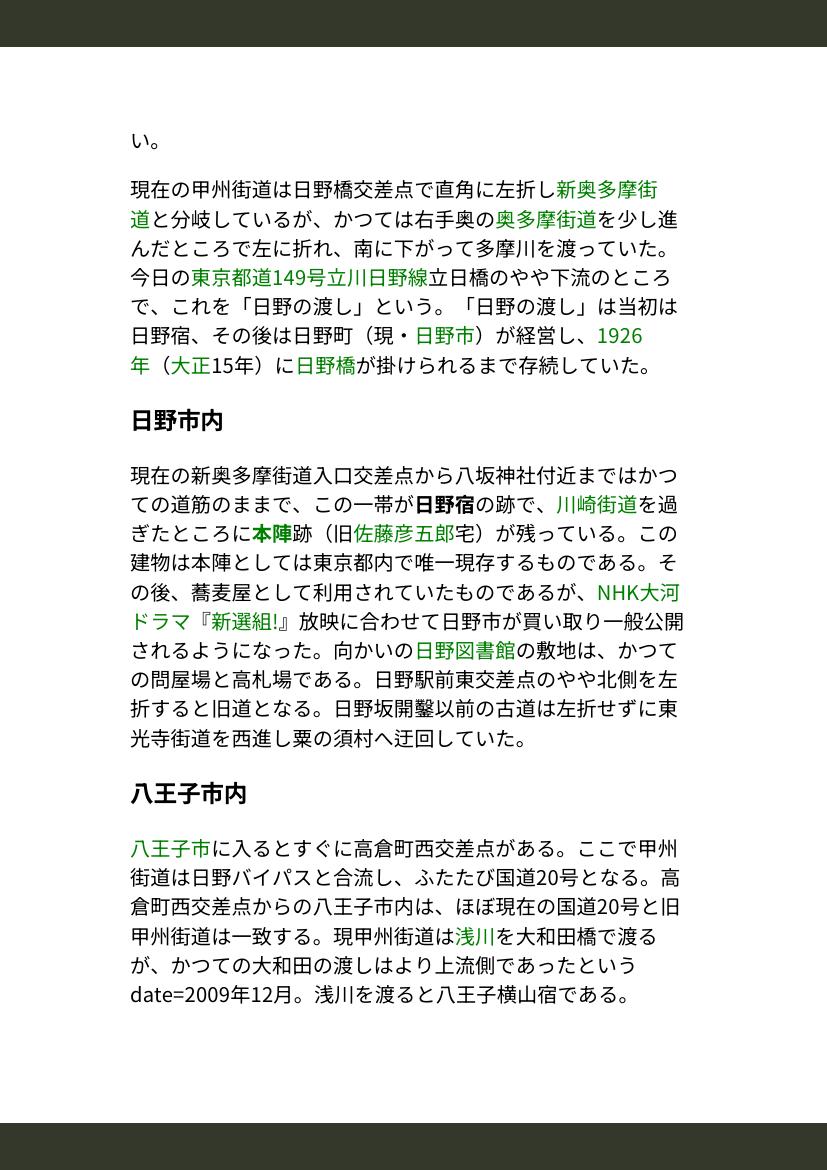 い。
現在の甲州街道は日野橋交差点で直角に左折し新奥多摩街
道と分岐しているが、かつては右手奥の奥多摩街道を少し進
んだところで左に折れ、南に下がって多摩川を渡っていた。
今日の東京都道149号立川日野線立日橋のやや下流のところ
で、これを「日野の渡し」という。「日野の渡し」は当初は
日野宿、その後は日野町（現・日野市）が経営し、1926
年（大正15年）に日野橋が掛けられるまで存続していた。
日野市内
現在の新奥多摩街道入口交差点から八坂神社付近まではかつ
ての道筋のままで、この一帯が日野宿の跡で、川崎街道を過
ぎたところに本陣跡（旧佐藤彦五郎宅）が残っている。この
建物は本陣としては東京都内で唯一現存するものである。そ
の後、蕎麦屋として利用されていたものであるが、NHK大河
ドラマ『新選組!』放映に合わせて日野市が買い取り一般公開
されるようになった。向かいの日野図書館の敷地は、かつて
の問屋場と高札場である。日野駅前東交差点のやや北側を左
折すると旧道となる。日野坂開鑿以前の古道は左折せずに東
光寺街道を西進し粟の須村へ迂回していた。
八王子市内
八王子市に入るとすぐに高倉町西交差点がある。ここで甲州
街道は日野バイパスと合流し、ふたたび国道20号となる。高
倉町西交差点からの八王子市内は、ほぼ現在の国道20号と旧
甲州街道は一致する。現甲州街道は浅川を大和田橋で渡る
が、かつての大和田の渡しはより上流側であったという
date=2009年12月。浅川を渡ると八王子横山宿である。